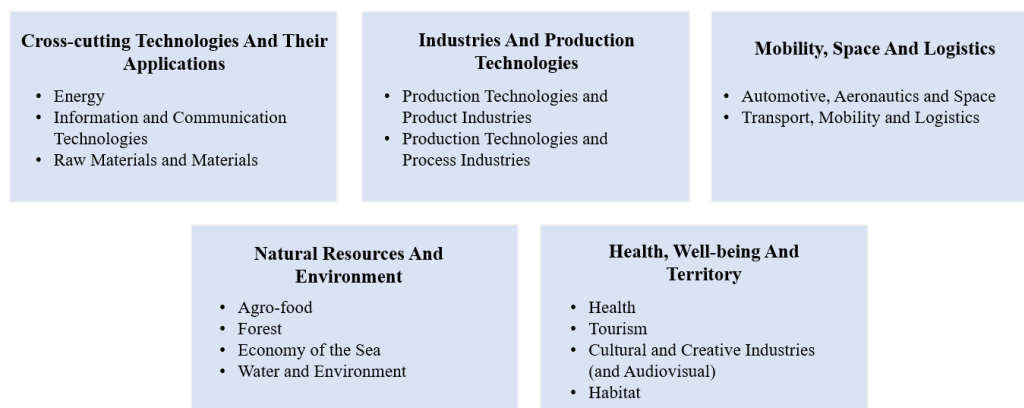 Cross-cutting Technologies And Their
Applications
• Energy
• Information and Communication
Technologies
• Raw Materials and Materials
Industries And Production
Technologies
• Production Technologies and
Product Industries
• Production Technologies and
Process Industries
Mobility, Space And Logistics
• Automotive, Aeronautics and Space
• Transport, Mobility and Logistics
Natural Resources And
Environment
• Agro-food
• Forest
• Economy of the Sea
• Water and Environment
Health, Well-being And
Territory
• Health
• Tourism
• Cultural and Creative Industries
(and Audiovisual)
• Habitat